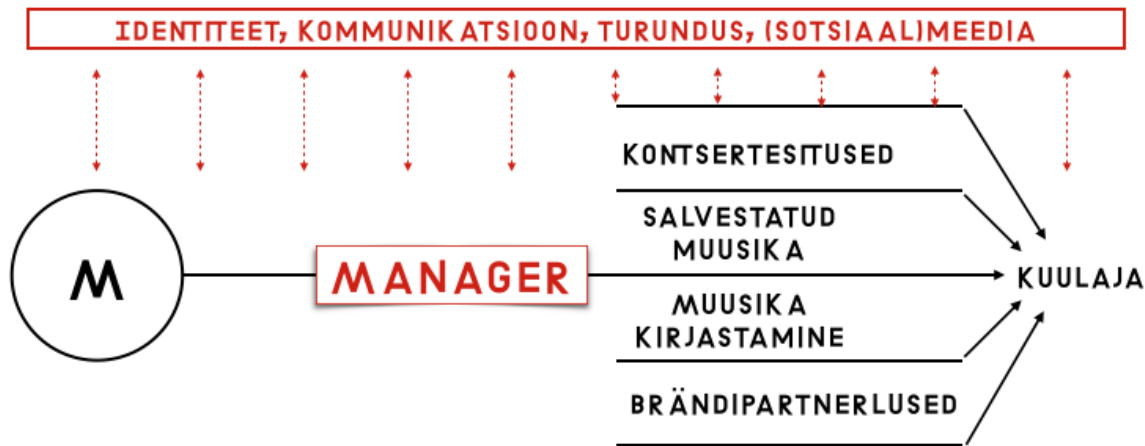 IDENTITEET, KOMMUNIKATSIOON, TURUNDUS, (SOTSIAAL)MEEDIA
KONTSERTESITUSED
SALVESTATUD
MUUSIKA
M
MANAGER
KUULAJA
MUUSIKA
KIRJASTAMINE
BRÄNDIPARTNERLUSED